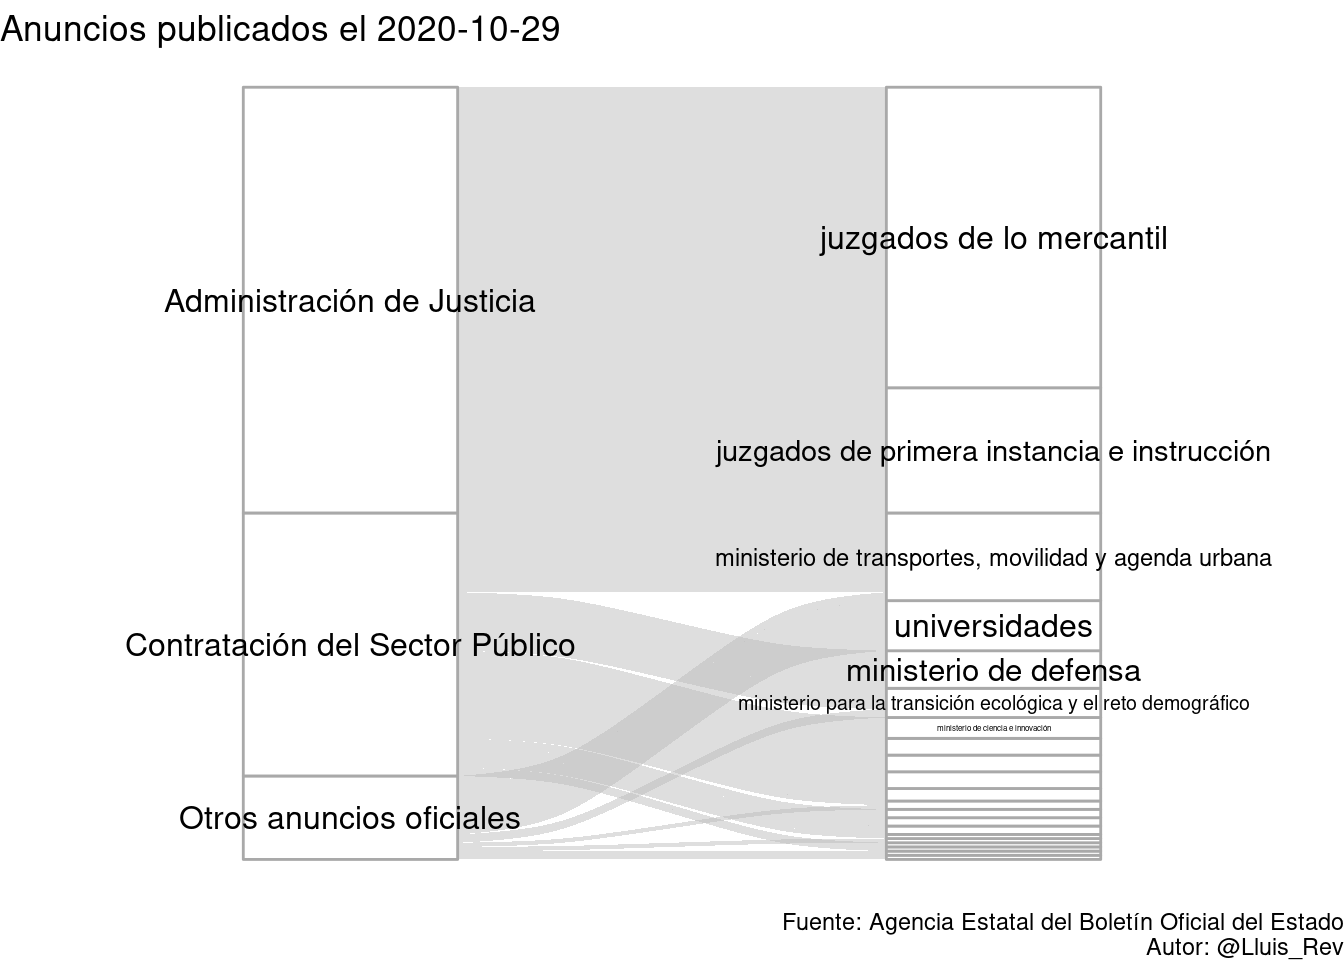 Anuncios publicados el 2020-10-29
juzgados de lo mercantil
Administración de Justicia
juzgados de primera instancia e instrucción
ministerio de transportes, movilidad y agenda urbana
universidades
Contratación del Sector Público
ministerio de defensa
ministerio para la transición ecológica y el reto demográfico
ministerio de ciencia e innovación
Otros anuncios oficiales
Fuente: Agencia Estatal del Boletín Oficial del Estado
Autor: @Lluis_Rev